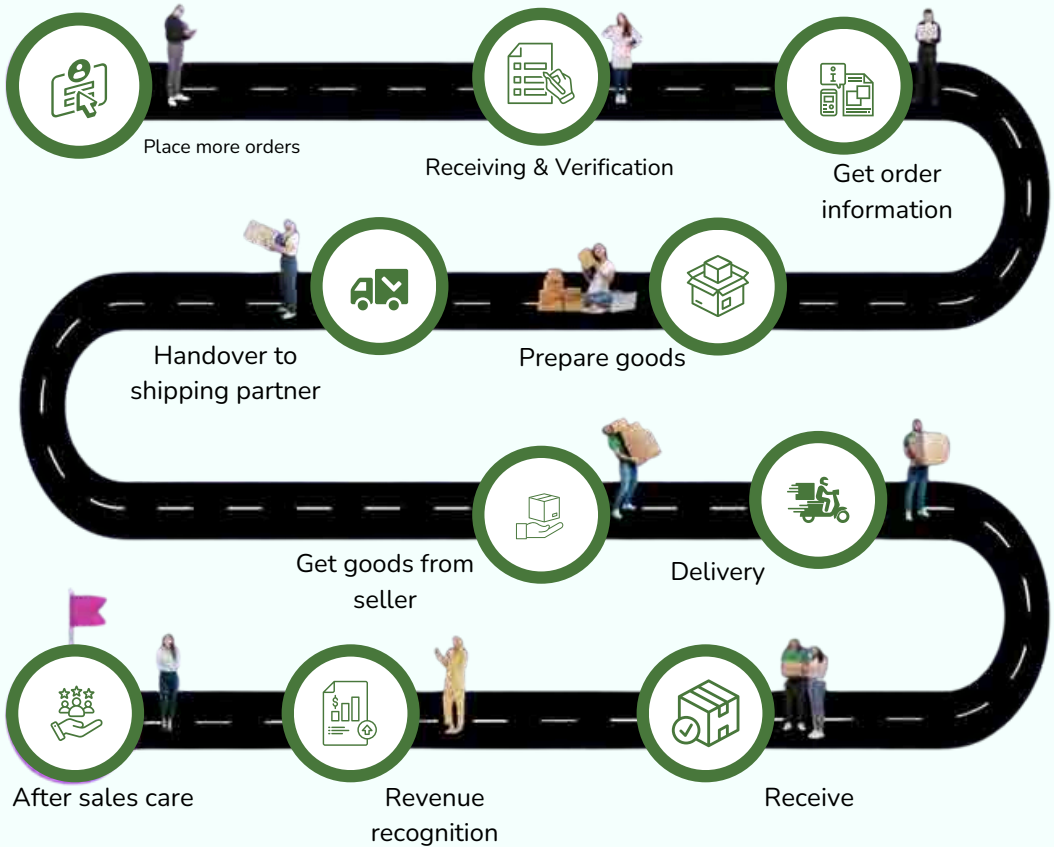 Place more orders
Receiving & Verification
Get order
information
Prepare goods
Handover to
shipping partner
Get goods from
seller
Delivery
Receive
Revenue
recognition
After sales care